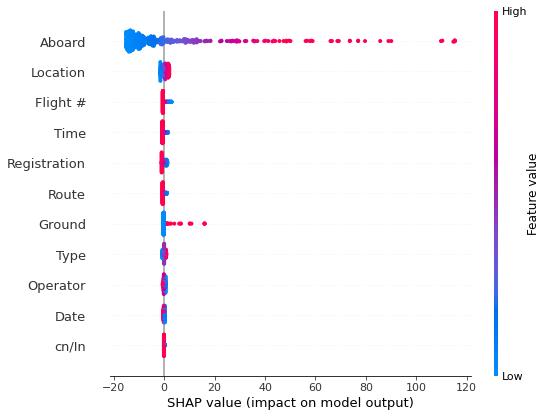 High
Aboard
Location
Flight #
Time
Registration
Route
Ground
Type
Operator
Date
cn/In
Feature value
Low
−20 0 20 40 60 80 100 120
SHAP value (impact on model output)